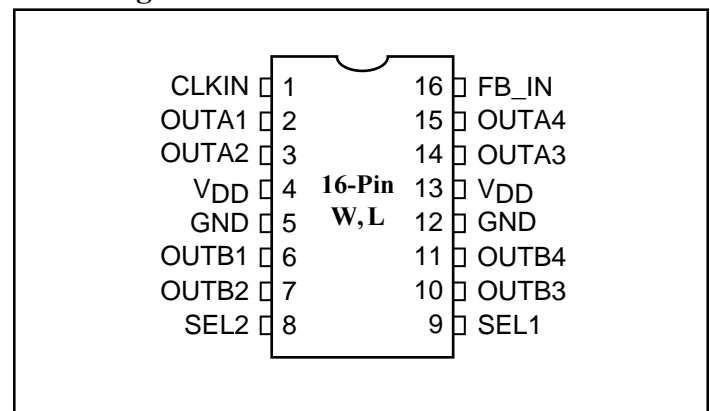 CLKIN 1 16 FB_IN
OUTA1 2 15 OUTA4
OUTA2 3 14 OUTA3
VDD 4 16-Pin 13 VDD
GND 5 W, L 12 GND
OUTB1 6 11 OUTB4
OUTB2 7 10 OUTB3
SEL2 8 9 SEL1